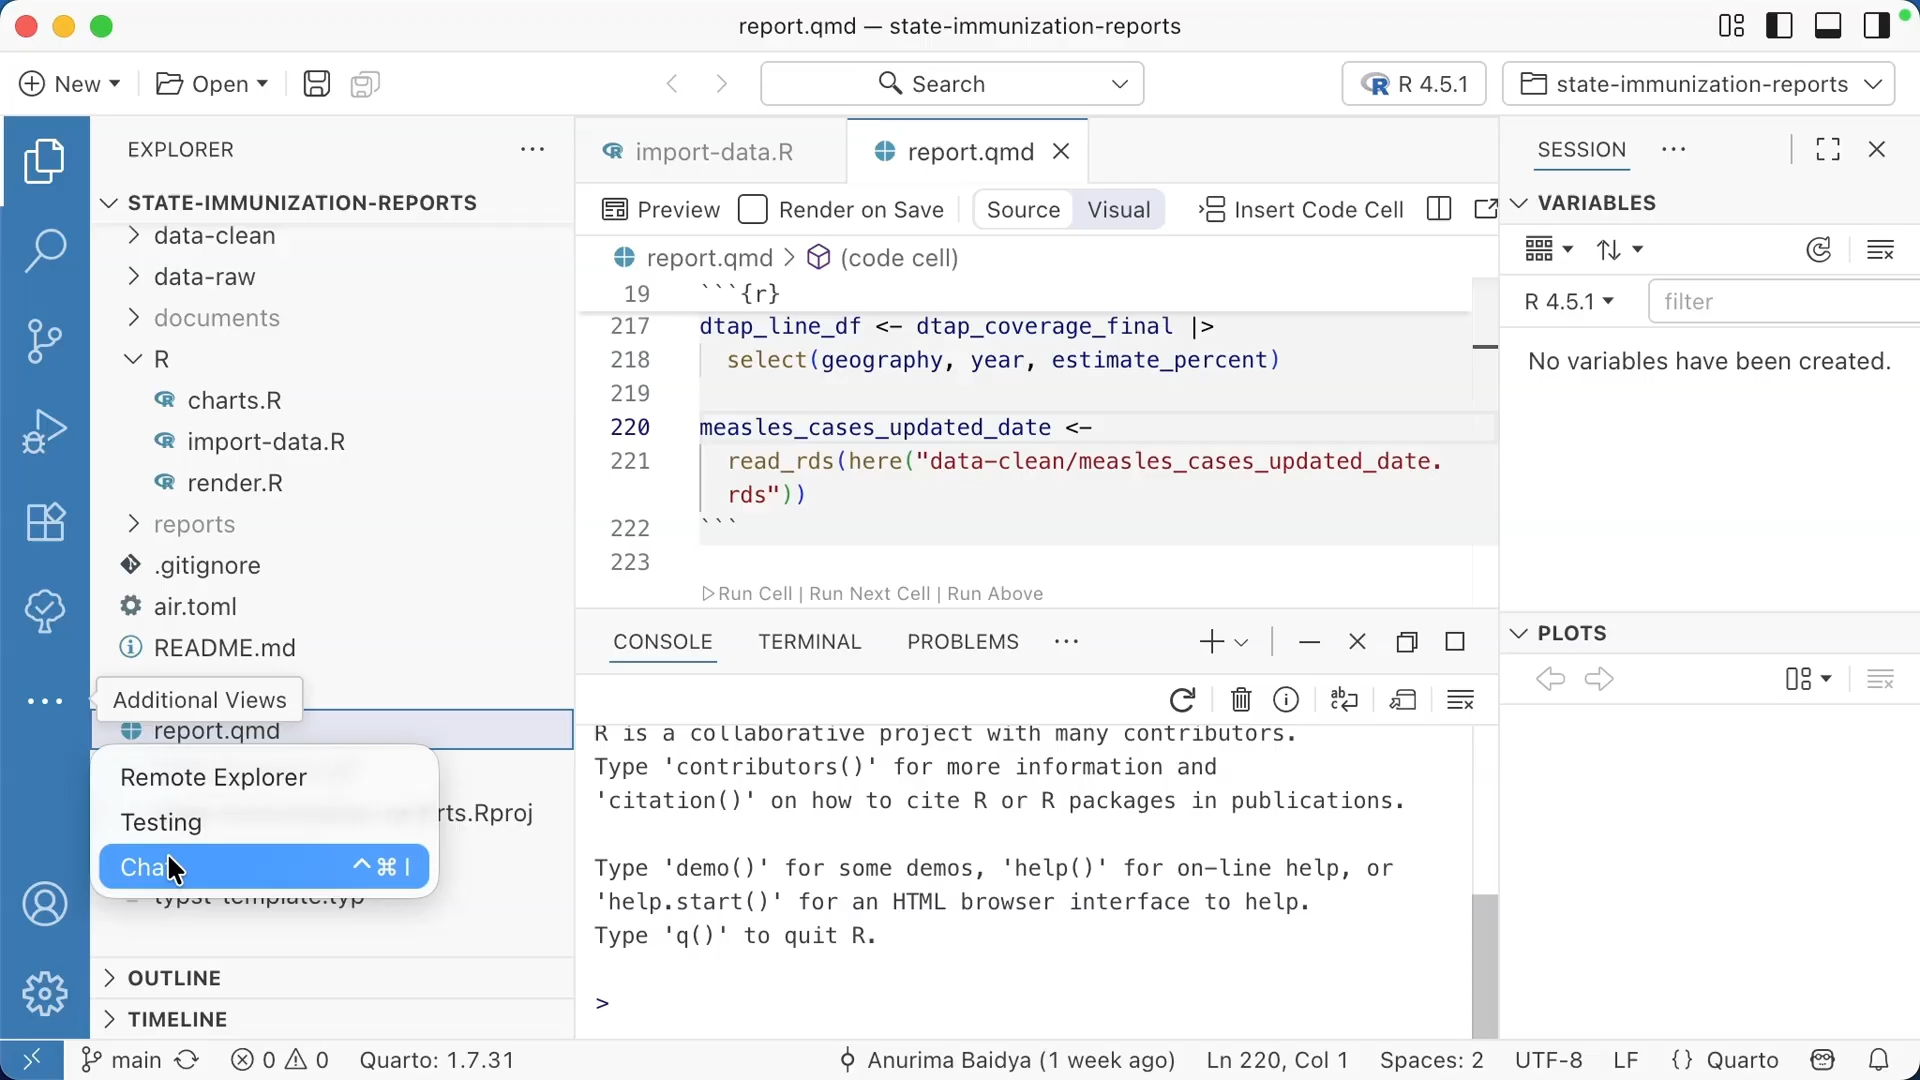 report.qmd — state-immunization-reports
New
Open
Search
R 4.5.1
state-immunization-reports
EXPLORER
STATE-IMMUNIZATION-REPORTS
data-clean
data-raw
documents
R
charts.R
import-data.R
render.R
reports
.gitignore
air.toml
README.md
Additional Views
report.qmd
Remote Explorer
rts.Rproj
Testing
Chat ^⌘I
typst-template.typ
OUTLINE
TIMELINE
import-data.R
report.qmd
Preview
Render on Save
Source
Visual
Insert Code Cell
report.qmd > (code cell)
19 ```{r}
217 dtap_line_df <- dtap_coverage_final |>
218 select(geography, year, estimate_percent)
219
220 measles_cases_updated_date <-
221 read_rds(here("data-clean/measles_cases_updated_date.
rds"))
222 ```
223
Run Cell | Run Next Cell | Run Above
CONSOLE TERMINAL PROBLEMS
R is a collaborative project with many contributors.
Type 'contributors()' for more information and
'citation()' on how to cite R or R packages in publications.
Type 'demo()' for some demos, 'help()' for on-line help, or
'help.start()' for an HTML browser interface to help.
Type 'q()' to quit R.
>
SESSION
VARIABLES
R 4.5.1
filter
No variables have been created.
PLOTS
main
0 0
Quarto: 1.7.31
Anurima Baidya (1 week ago)
Ln 220, Col 1
Spaces: 2
UTF-8
LF
{} Quarto